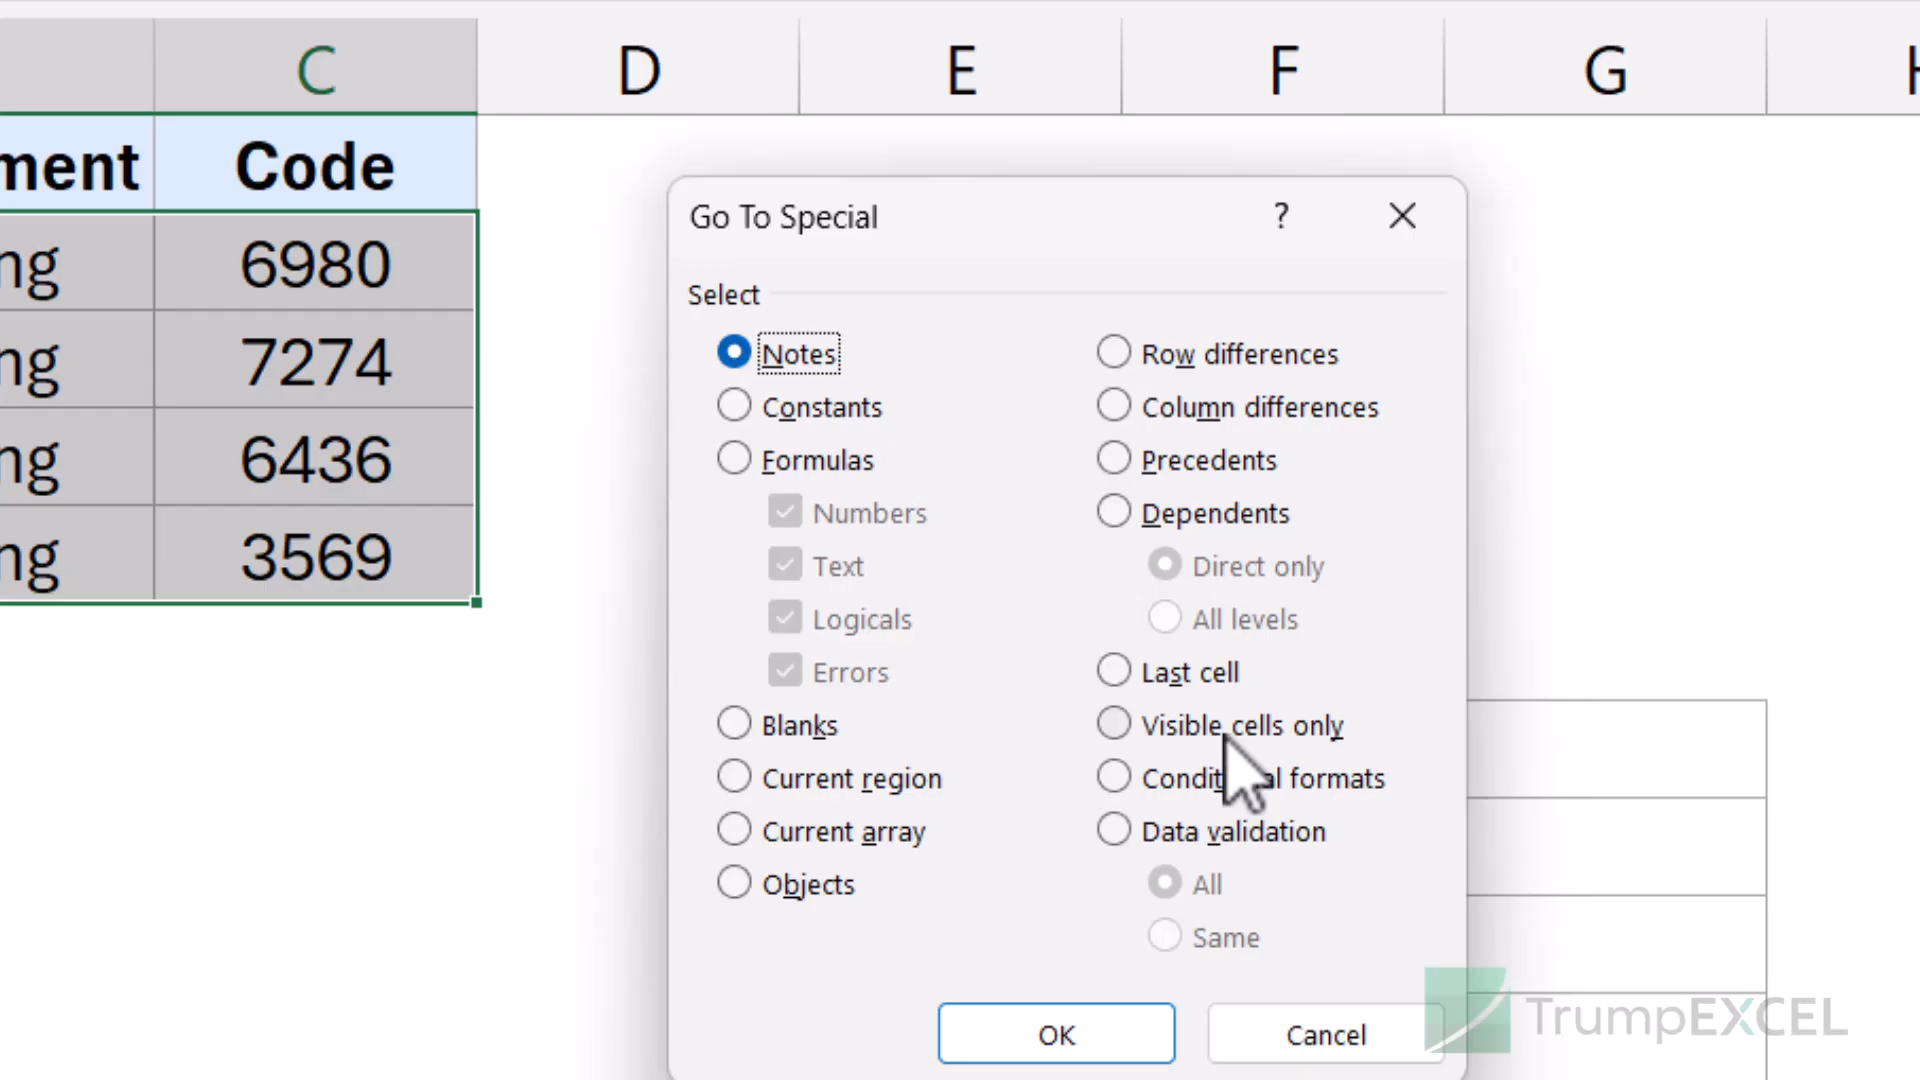 C D E F G H
ment Code
ng 6980
ng 7274
ng 6436
ng 3569
Go To Special ?
Select
Notes
Constants
Formulas
Numbers
Text
Logicals
Errors
Blanks
Current region
Current array
Objects
Row differences
Column differences
Precedents
Dependents
Direct only
All levels
Last cell
Visible cells only
Conditional formats
Data validation
All
Same
OK Cancel
TrumpEXCEL